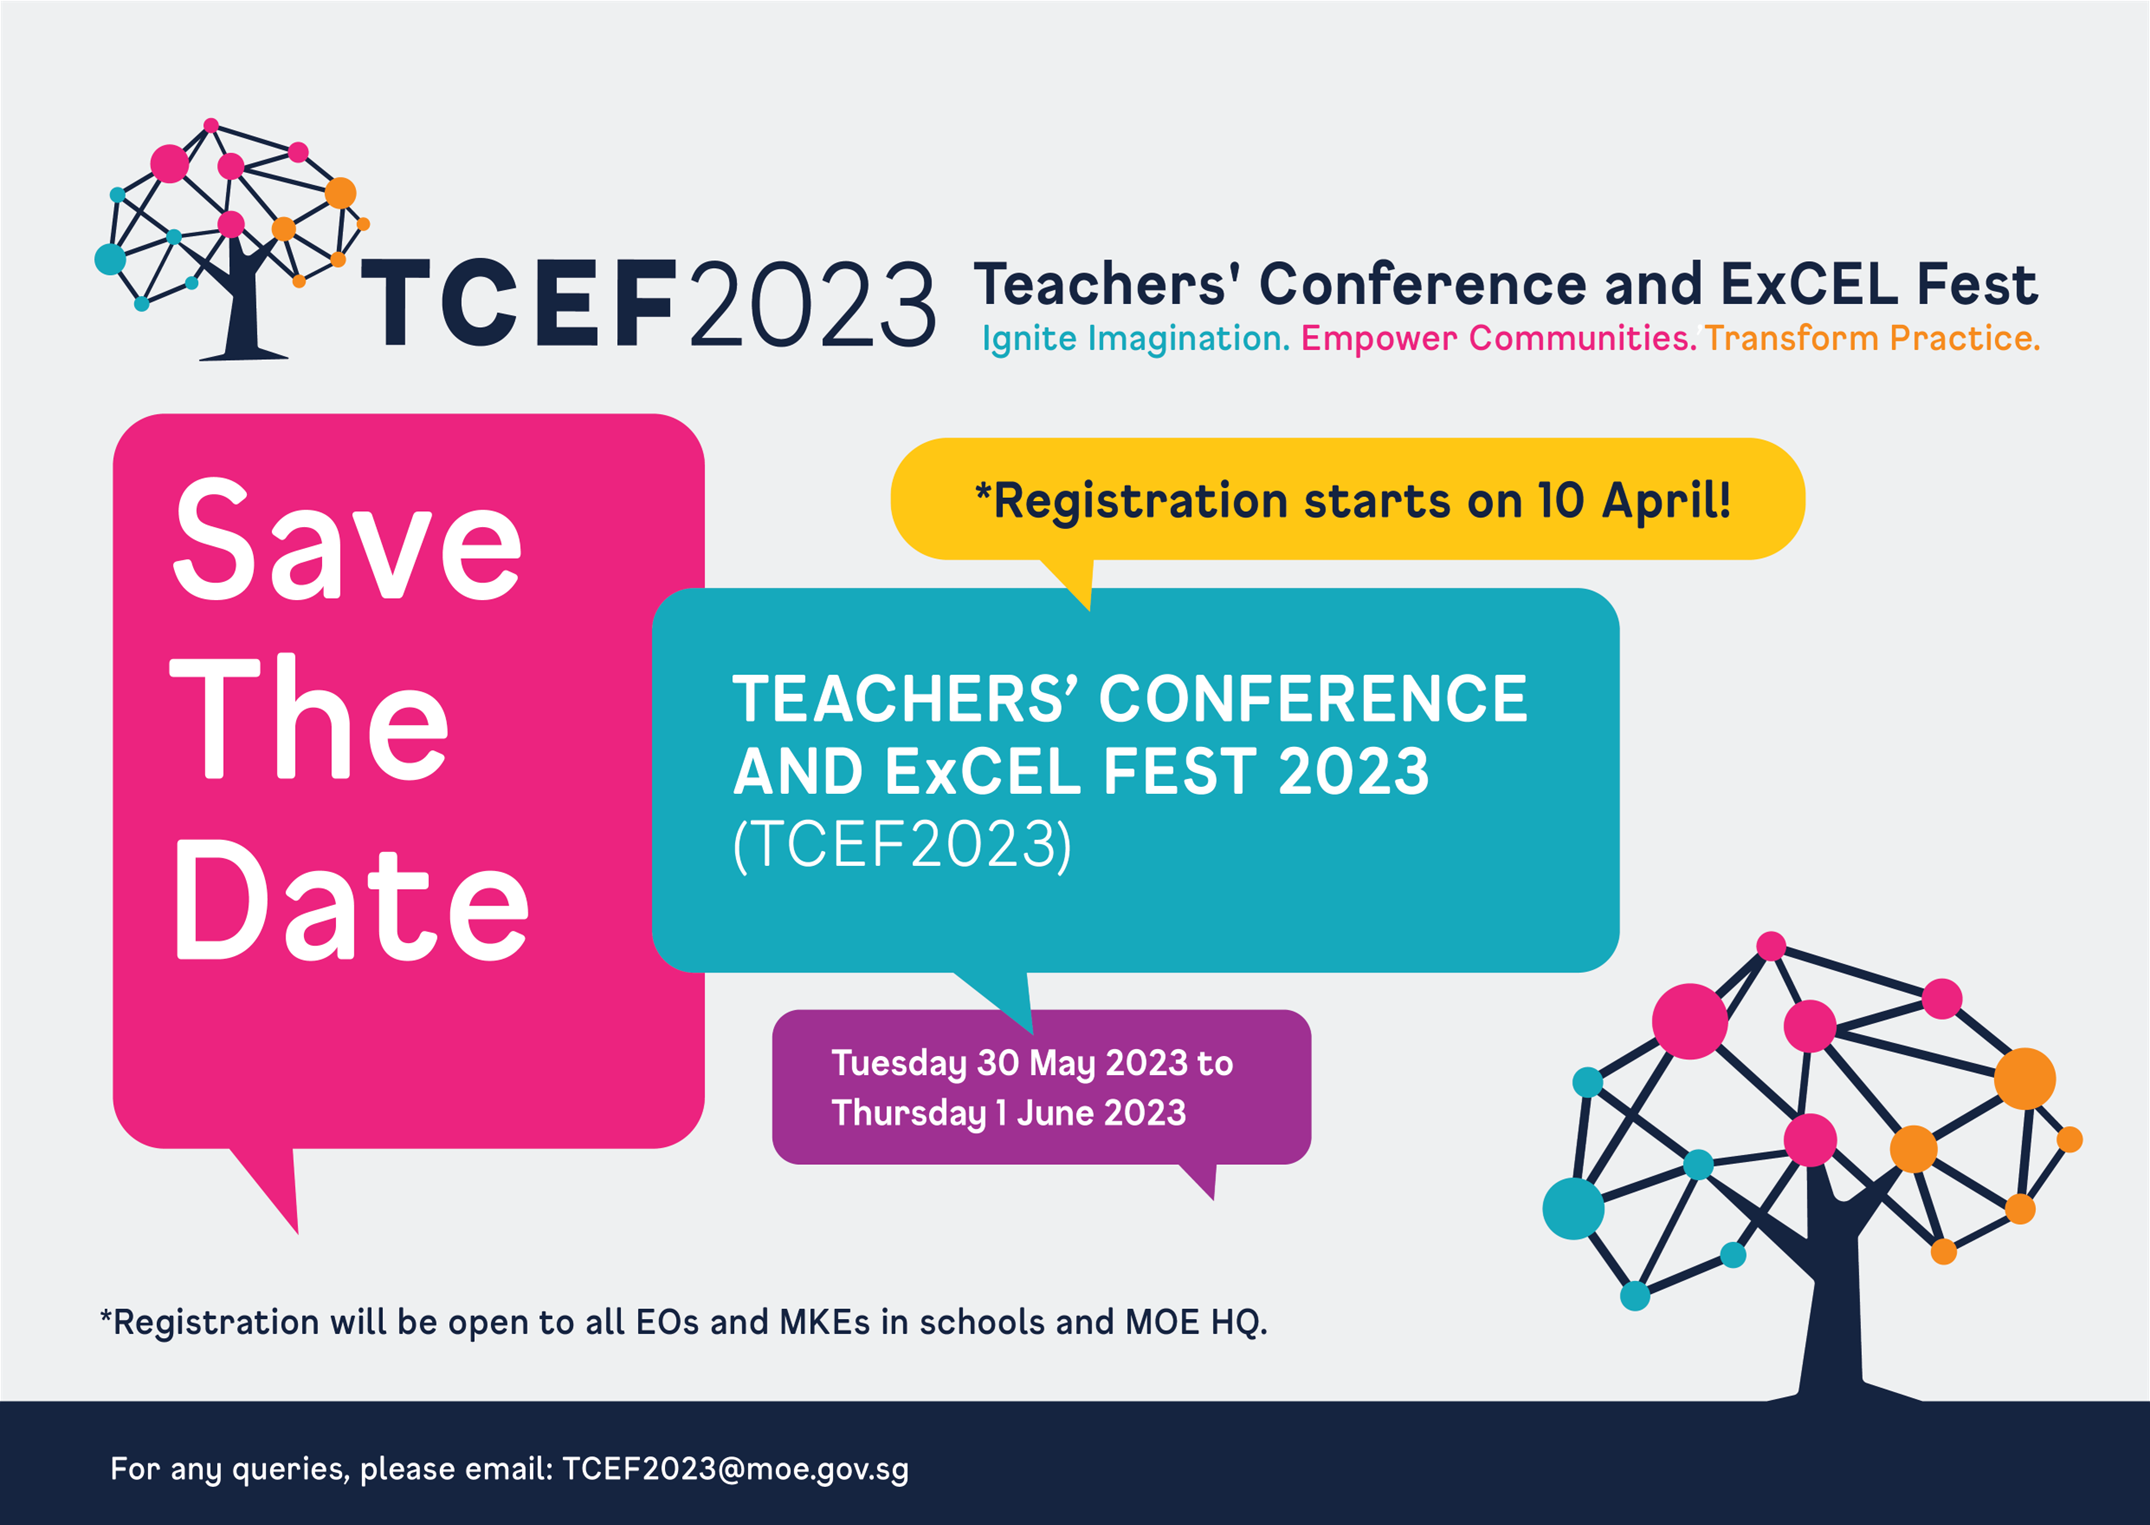 TCEF2023
Teachers' Conference and ExCEL Fest
Ignite Imagination. Empower Communities. Transform Practice.
Save
The
Date
*Registration starts on 10 April!
TEACHERS’ CONFERENCE
AND ExCEL FEST 2023
(TCEF2023)
Tuesday 30 May 2023 to
Thursday 1 June 2023
*Registration will be open to all EOs and MKEs in schools and MOE HQ.
For any queries, please email: TCEF2023@moe.gov.sg